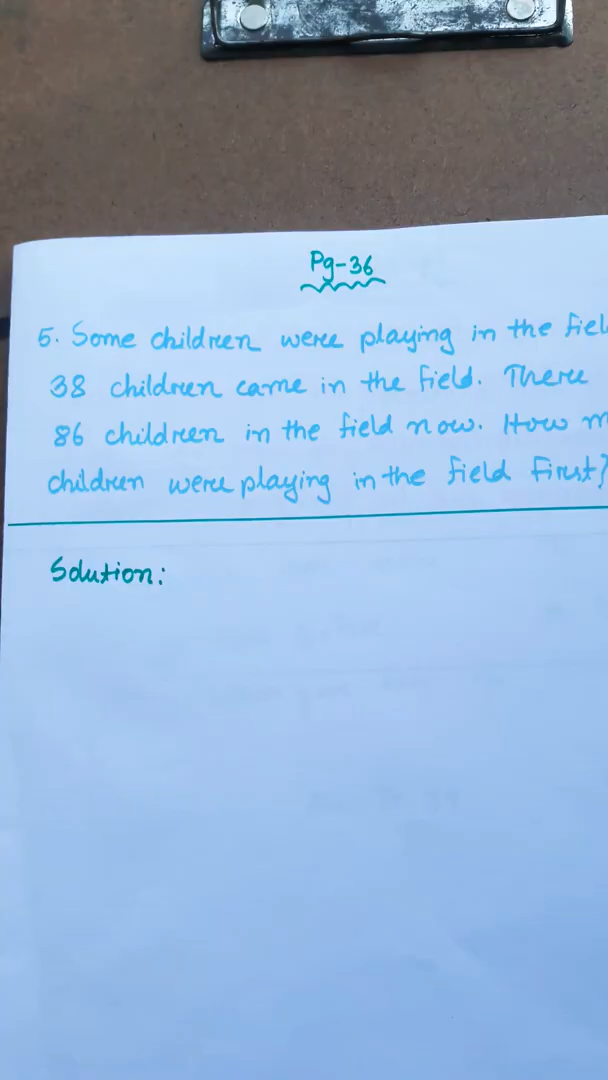 Pg-36
5. Some children were playing in the fiel
38 children came in the field. There
86 children in the field now. How m
children were playing in the field first?
Solution: